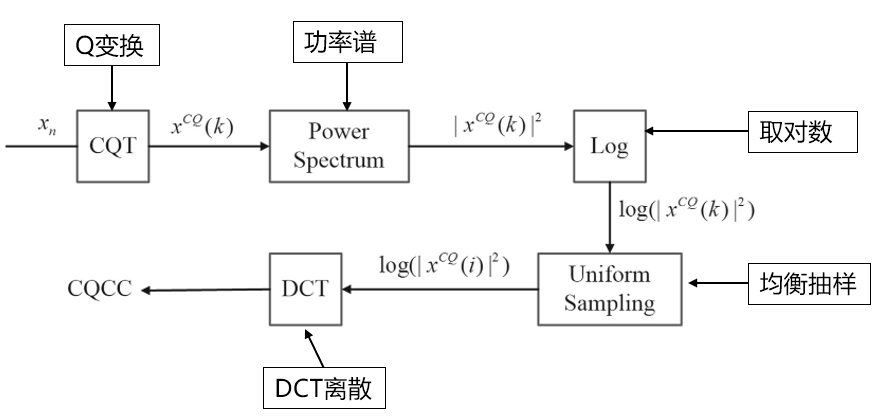 Q变换
功率谱
xₙ
CQT
x^{CQ}(k)
Power
Spectrum
| x^{CQ}(k) |²
Log
取对数
log(| x^{CQ}(k) |²)
CQCC
DCT
log(| x^{CQ}(i) |²)
Uniform
Sampling
均衡抽样
DCT离散